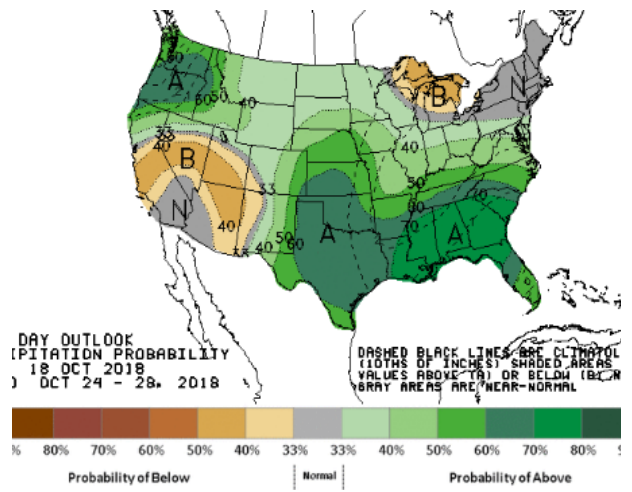 50
A
60
50
40
B
N
33
40
40
B
33
N
40
33
40
50
60
50
70
A
A
40
50
60
DAY OUTLOOK
IPITATION PROBABILITY
18 OCT 2018
OCT 24 - 28, 2018
DASHED BLACK LINES ARE CLIMATOL
(10THS OF INCHES) SHADED AREAS
VALUES ABOVE (A) OR BELOW (B)
GRAY AREAS ARE NEAR-NORMAL
% 80% 70% 60% 50% 40% 33% 33% 40% 50% 60% 70% 80%
Probability of Below Normal Probability of Above